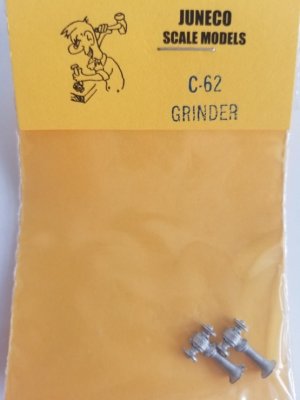 JUNECO
SCALE MODELS
C-62
GRINDER